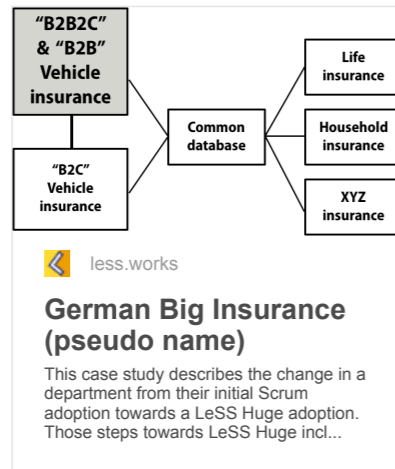 “B2B2C”
& “B2B”
Vehicle
insurance
“B2C”
Vehicle
insurance
Common
database
Life
insurance
Household
insurance
XYZ
insurance
less.works
German Big Insurance
(pseudo name)
This case study describes the change in a
department from their initial Scrum
adoption towards a LeSS Huge adoption.
Those steps towards LeSS Huge incl...